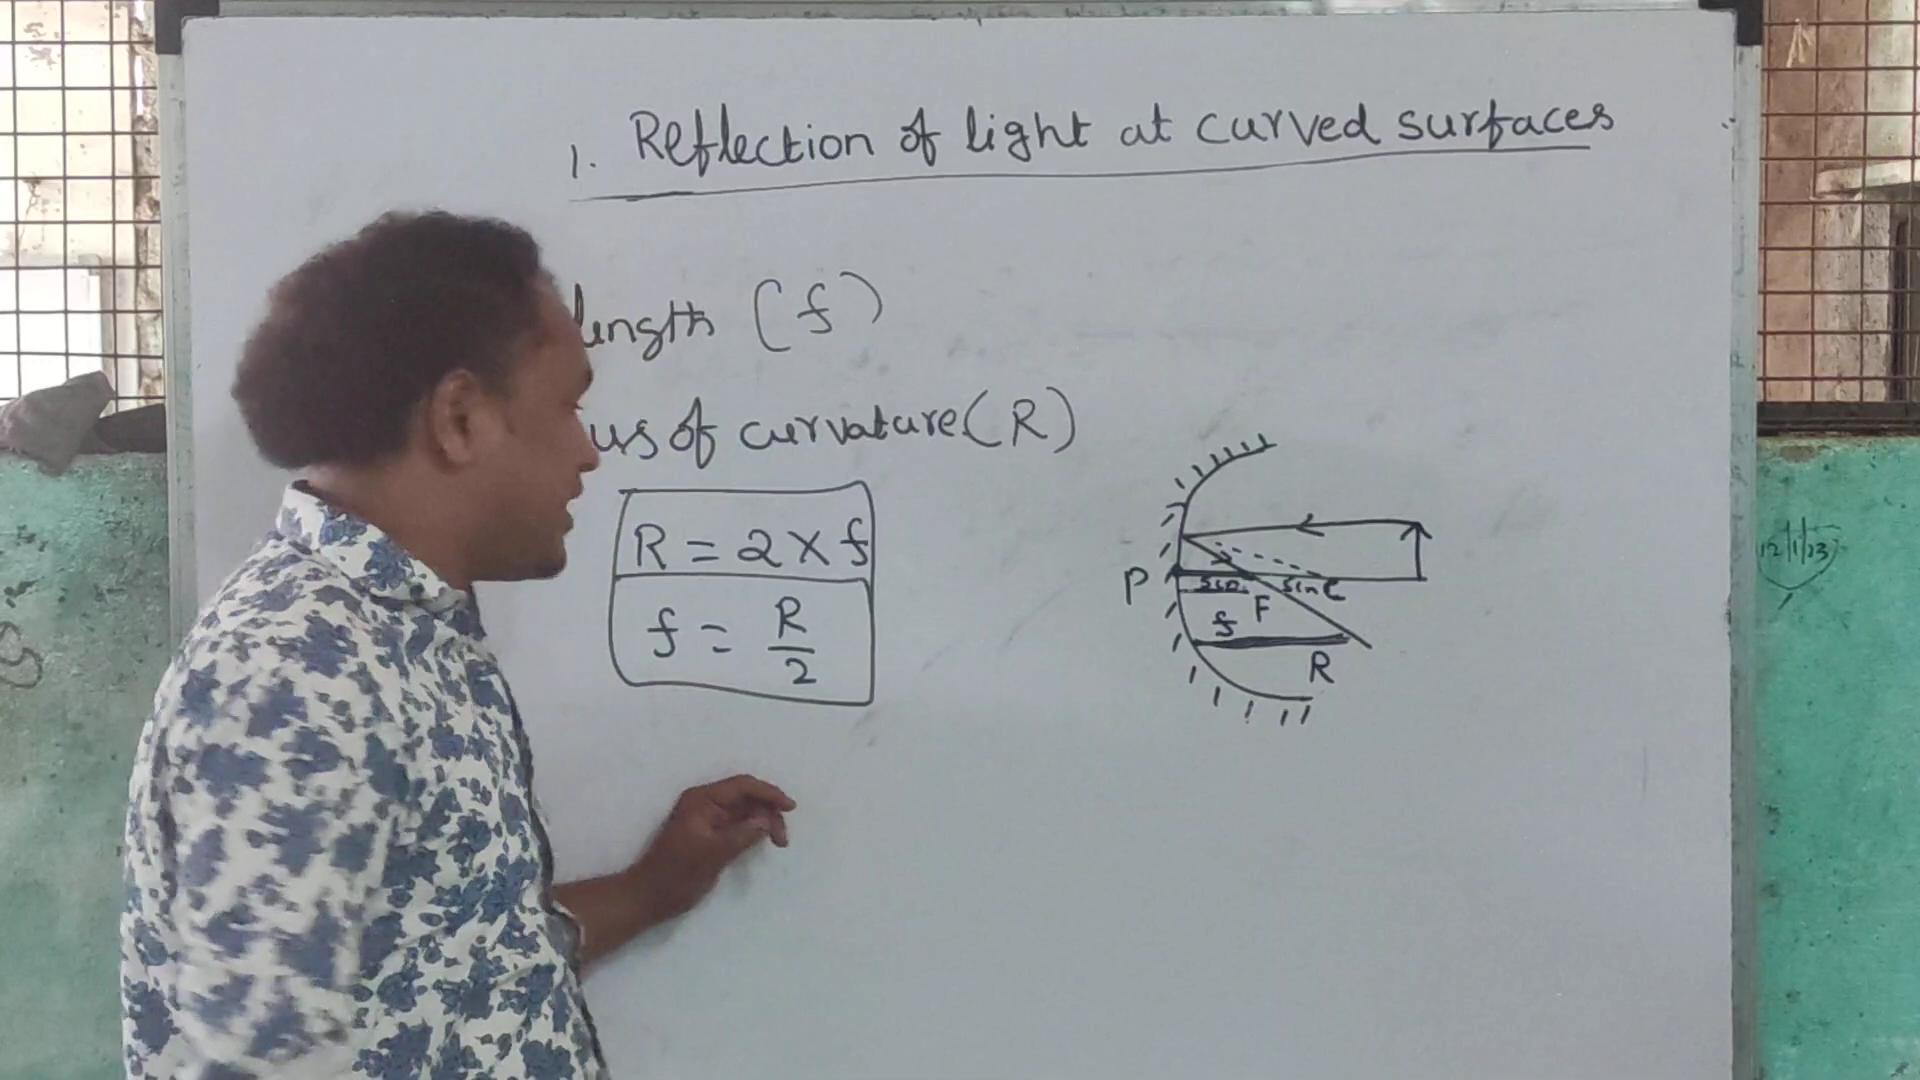 1. Reflection of light at curved surfaces
length (f)
us of curvature (R)
R = 2 X f
f = R/2
P
F
C
f
R
12/1/23